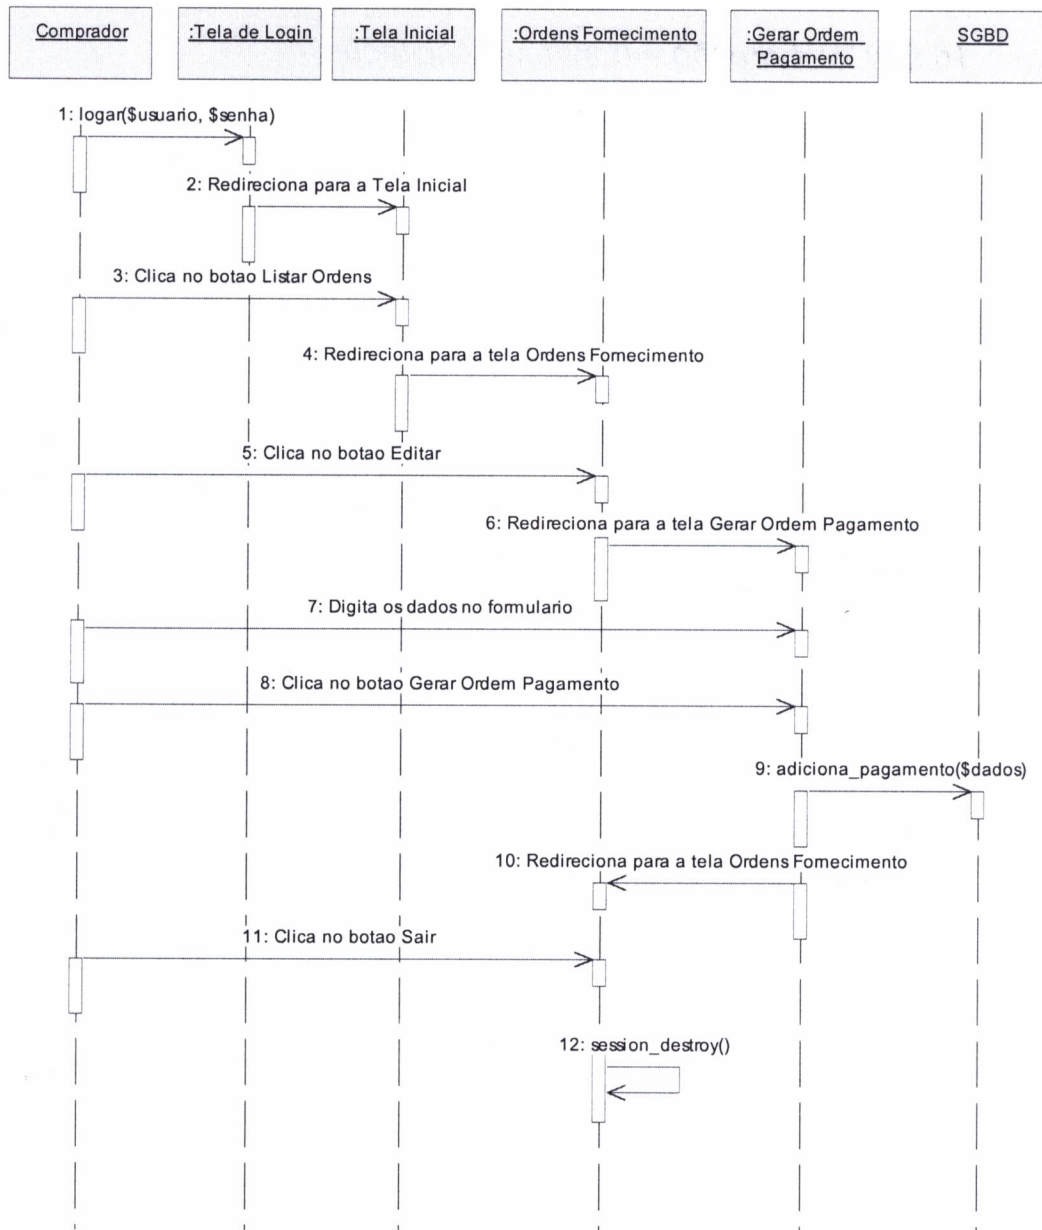 Comprador
:Tela de Login
:Tela Inicial
:Ordens Fornecimento
:Gerar Ordem
Pagamento
SGBD
1: logar($usuario, $senha)
2: Redireciona para a Tela Inicial
3: Clica no botao Listar Ordens
4: Redireciona para a tela Ordens Fornecimento
5: Clica no botao Editar
6: Redireciona para a tela Gerar Ordem Pagamento
7: Digita os dados no formulario
8: Clica no botao Gerar Ordem Pagamento
9: adiciona_pagamento($dados)
10: Redireciona para a tela Ordens Fornecimento
11: Clica no botao Sair
12: session_destroy()